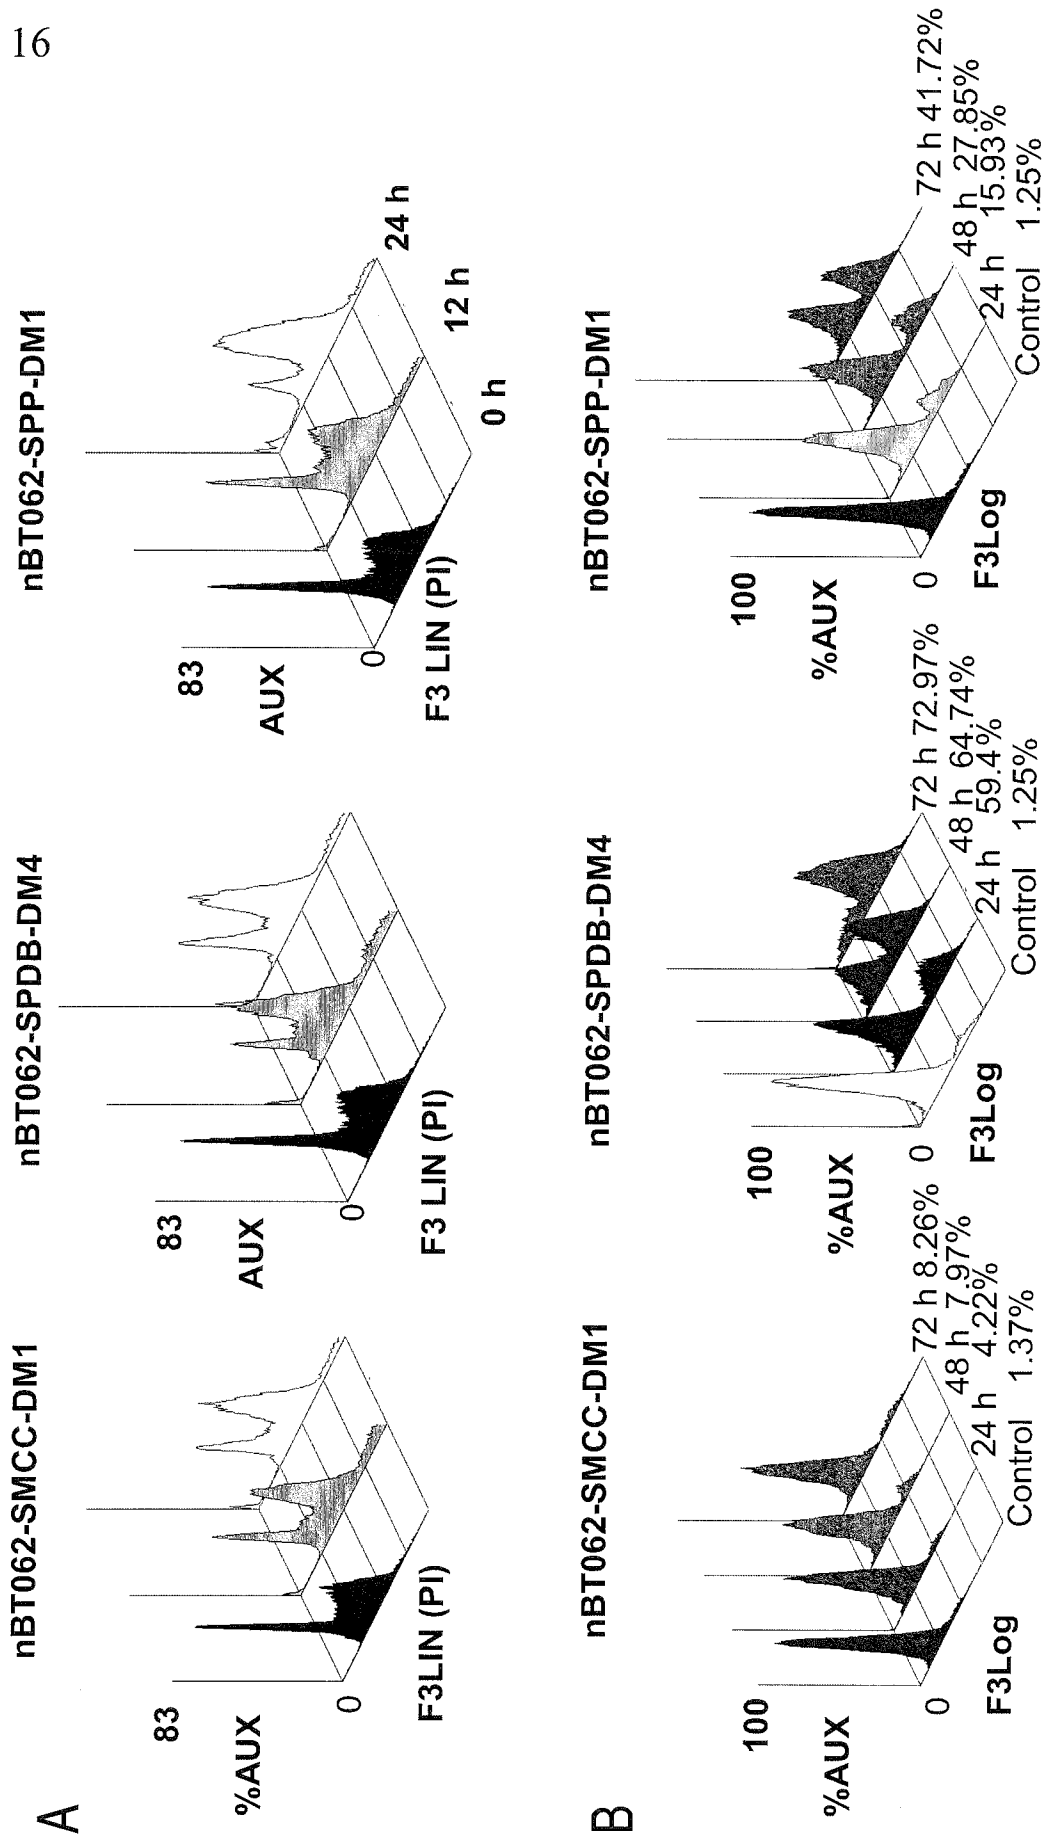 16
A
nBT062-SMCC-DM1
83
%AUX
0
F3LIN (PI)
nBT062-SPDB-DM4
83
AUX
0
F3 LIN (PI)
nBT062-SPP-DM1
83
AUX
0
F3 LIN (PI)
0 h
12 h
24 h
B
nBT062-SMCC-DM1
100
%AUX
0
F3Log
72 h 8.26%
48 h 7.97%
24 h 4.22%
Control 1.37%
nBT062-SPDB-DM4
100
%AUX
0
F3Log
72 h 72.97%
48 h 64.74%
24 h 59.4%
Control 1.25%
nBT062-SPP-DM1
100
%AUX
0
F3Log
72 h 41.72%
48 h 27.85%
24 h 15.93%
Control 1.25%